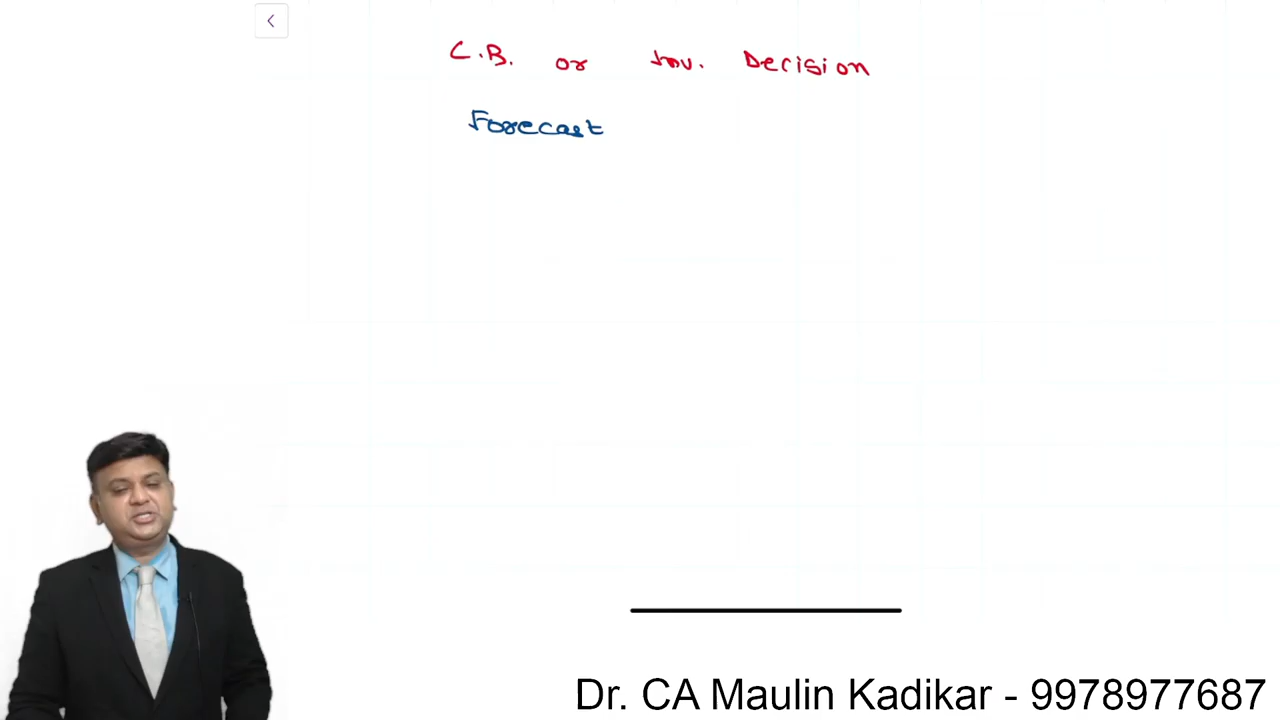 C.B. or Inv. Decision
Forecast
Dr. CA Maulin Kadikar - 9978977687